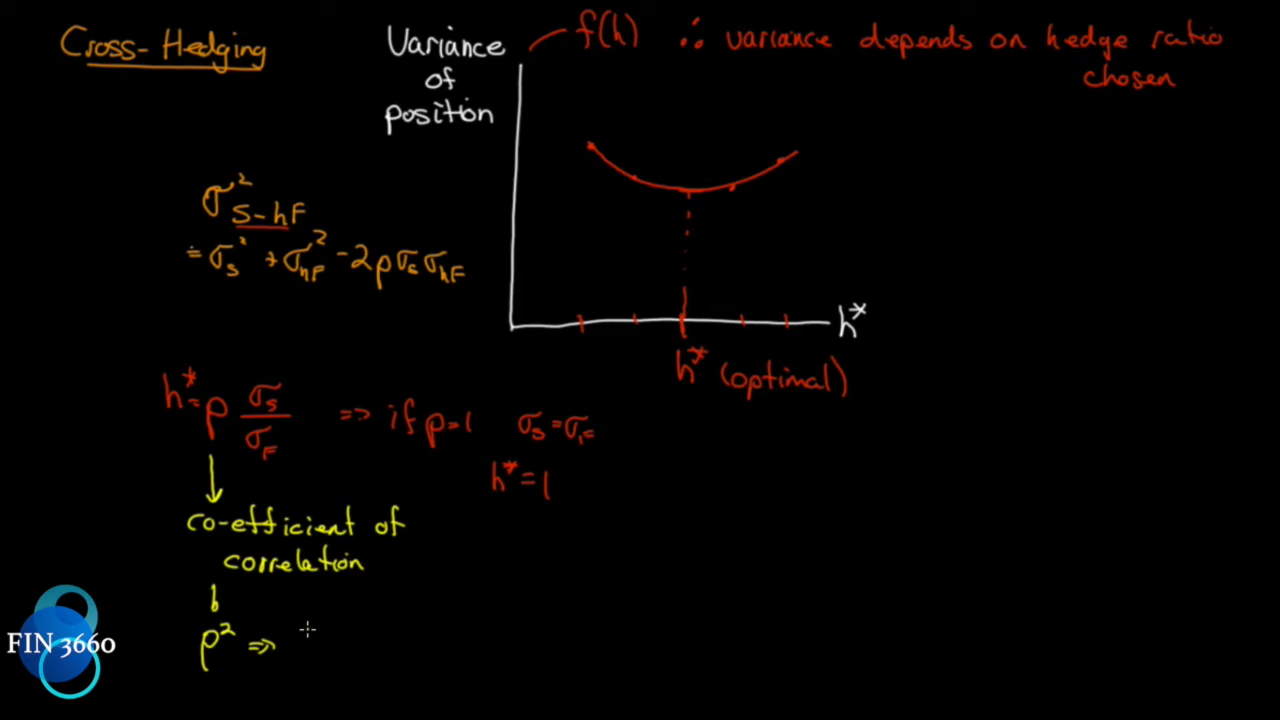 Cross-Hedging
Variance
of
position
f(h) ∴ variance depends on hedge ratio
chosen
σ²
S-hF
= σs² + σhF² - 2ρσsσhF
h*
h* (optimal)
h* = ρ σs/σF => if ρ=1 σs=σF
h*=1
co-efficient of
correlation
ρ² =>
FIN 3660